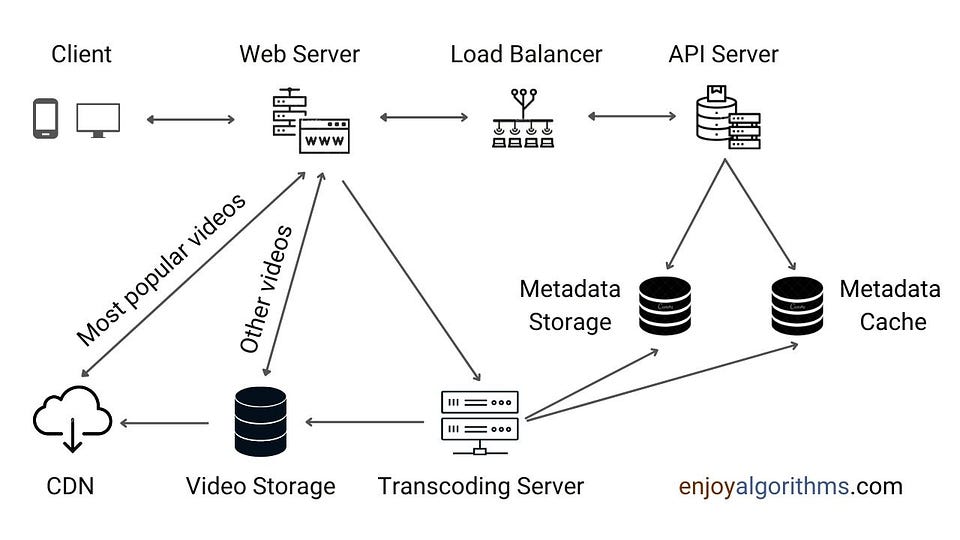 Client
Web Server
Load Balancer
API Server
WWW
Most popular videos
Other videos
Metadata
Storage
Metadata
Cache
CDN
Video Storage
Transcoding Server
enjoyalgorithms.com